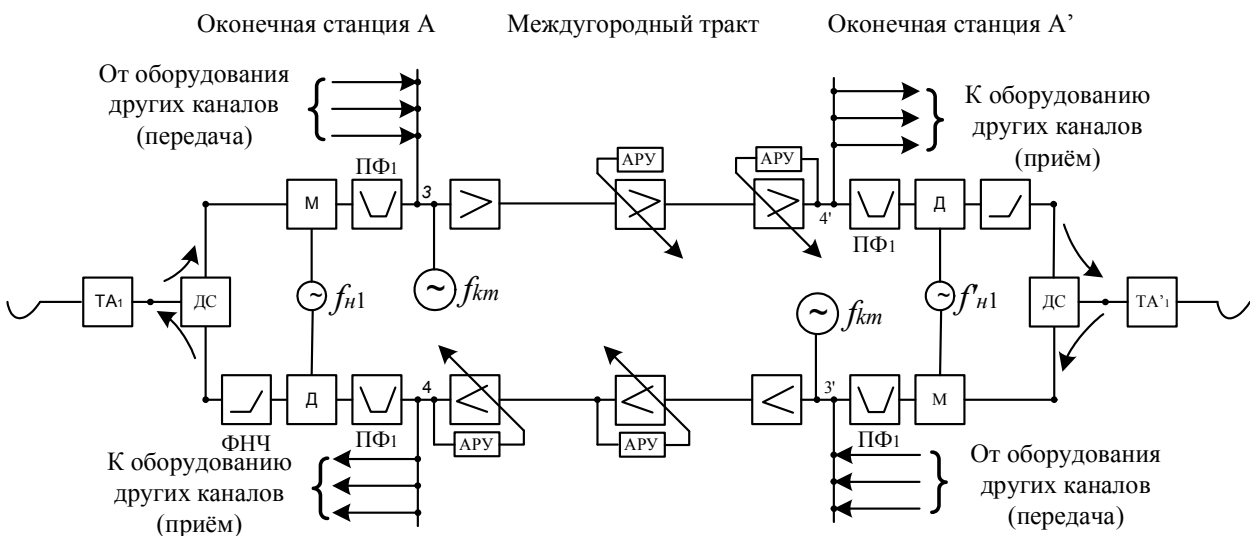 Оконечная станция А
Междугородный тракт
Оконечная станция А’
От оборудования
других каналов
(передача)
К оборудованию
других каналов
(приём)
АРУ
АРУ
ПФ1
3
М
4'
Д
ПФ1
fн1
fkm
fkm
f'н1
ТА1
ДС
ДС
ТА’1
Д
4
3'
М
ФНЧ
ПФ1
АРУ
АРУ
ПФ1
К оборудованию
других каналов
(приём)
От оборудования
других каналов
(передача)